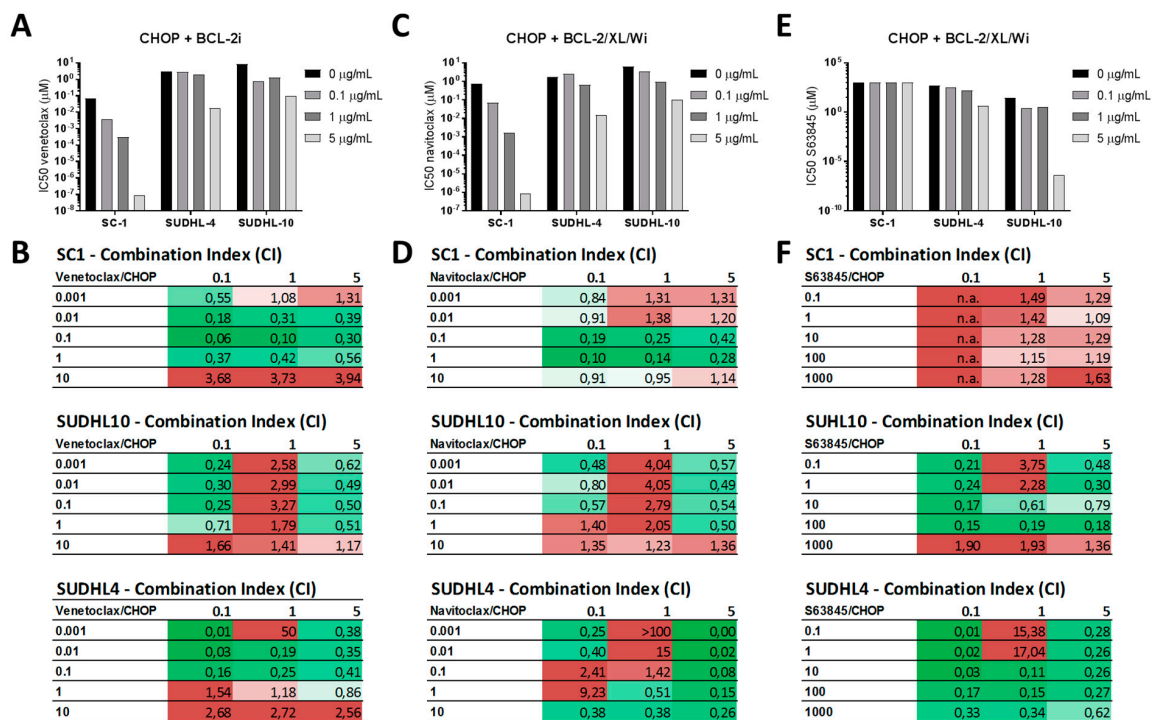 A
CHOP + BCL-2i
IC50 venetoclax (µM)
10¹
10⁰
10⁻¹
10⁻²
10⁻³
10⁻⁴
10⁻⁵
10⁻⁶
10⁻⁷
10⁻⁸
SC-1 SUDHL-4 SUDHL-10
0 µg/mL
0.1 µg/mL
1 µg/mL
5 µg/mL
C
CHOP + BCL-2/XL/Wi
IC50 navitoclax (µM)
10¹
10⁰
10⁻¹
10⁻²
10⁻³
10⁻⁴
10⁻⁵
10⁻⁶
10⁻⁷
SC-1 SUDHL-4 SUDHL-10
0 µg/mL
0.1 µg/mL
1 µg/mL
5 µg/mL
E
CHOP + BCL-2/XL/Wi
IC50 S63845 (µM)
10⁵
10⁰
10⁻⁵
10⁻¹⁰
SC-1 SUDHL-4 SUDHL-10
0 µg/mL
0.1 µg/mL
1 µg/mL
5 µg/mL
B
SC1 - Combination Index (CI)
Venetoclax/CHOP 0.1 1 5
0.001 0,55 1,08 1,31
0.01 0,18 0,31 0,39
0.1 0,06 0,10 0,30
1 0,37 0,42 0,56
10 3,68 3,73 3,94
SUDHL10 - Combination Index (CI)
Venetoclax/CHOP 0.1 1 5
0.001 0,24 2,58 0,62
0.01 0,30 2,99 0,49
0.1 0,25 3,27 0,50
1 0,71 1,79 0,51
10 1,66 1,41 1,17
SUDHL4 - Combination Index (CI)
Venetoclax/CHOP 0.1 1 5
0.001 0,01 50 0,38
0.01 0,03 0,19 0,35
0.1 0,16 0,25 0,41
1 1,54 1,18 0,86
10 2,68 2,72 2,56
D
SC1 - Combination Index (CI)
Navitoclax/CHOP 0.1 1 5
0.001 0,84 1,31 1,31
0.01 0,91 1,38 1,20
0.1 0,19 0,25 0,42
1 0,10 0,14 0,28
10 0,91 0,95 1,14
SUDHL10 - Combination Index (CI)
Navitoclax/CHOP 0.1 1 5
0.001 0,48 4,04 0,57
0.01 0,80 4,05 0,49
0.1 0,57 2,79 0,54
1 1,40 2,05 0,50
10 1,35 1,23 1,36
SUDHL4 - Combination Index (CI)
Navitoclax/CHOP 0.1 1 5
0.001 0,25 >100 0,00
0.01 0,40 15 0,02
0.1 2,41 1,42 0,08
1 9,23 0,51 0,15
10 0,38 0,38 0,26
F
SC1 - Combination Index (CI)
S63845/CHOP 0.1 1 5
0.1 n.a. 1,49 1,29
1 n.a. 1,42 1,09
10 n.a. 1,28 1,29
100 n.a. 1,15 1,19
1000 n.a. 1,28 1,63
SUHL10 - Combination Index (CI)
S63845/CHOP 0.1 1 5
0.1 0,21 3,75 0,48
1 0,24 2,28 0,30
10 0,17 0,61 0,79
100 0,15 0,19 0,18
1000 1,90 1,93 1,36
SUDHL4 - Combination Index (CI)
S63845/CHOP 0.1 1 5
0.1 0,01 15,38 0,28
1 0,02 17,04 0,26
10 0,03 0,11 0,26
100 0,17 0,15 0,27
1000 0,33 0,34 0,62